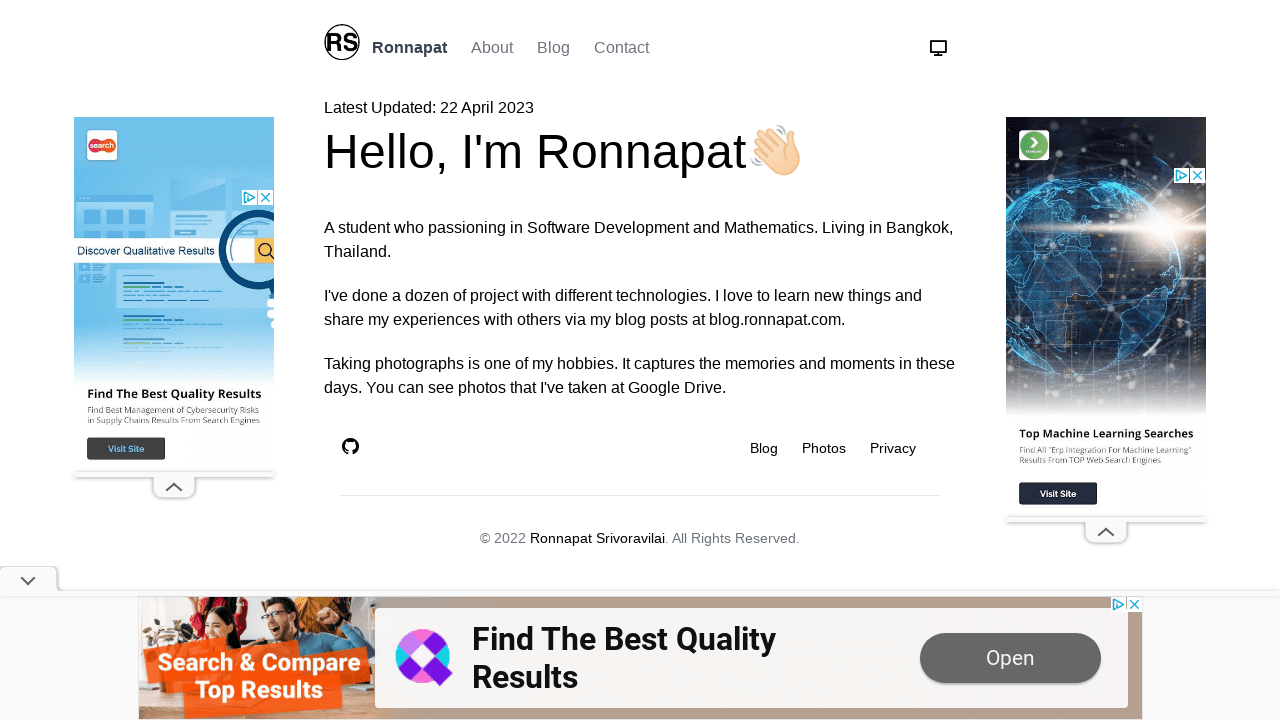 RS Ronnapat About Blog Contact
Latest Updated: 22 April 2023
Hello, I'm Ronnapat
A student who passioning in Software Development and Mathematics. Living in Bangkok,
Thailand.
I've done a dozen of project with different technologies. I love to learn new things and
share my experiences with others via my blog posts at blog.ronnapat.com.
Taking photographs is one of my hobbies. It captures the memories and moments in these
days. You can see photos that I've taken at Google Drive.
Blog Photos Privacy
© 2022 Ronnapat Srivoravilai. All Rights Reserved.
search
Discover Qualitative Results
Find The Best Quality Results
Find Best Management of Cybersecurity Risks
in Supply Chains Results From Search Engines
Visit Site
Top Machine Learning Searches
Find All "Erp Integration For Machine Learning"
Results From TOP Web Search Engines
Visit Site
Search & Compare
Top Results
Find The Best Quality
Results
Open